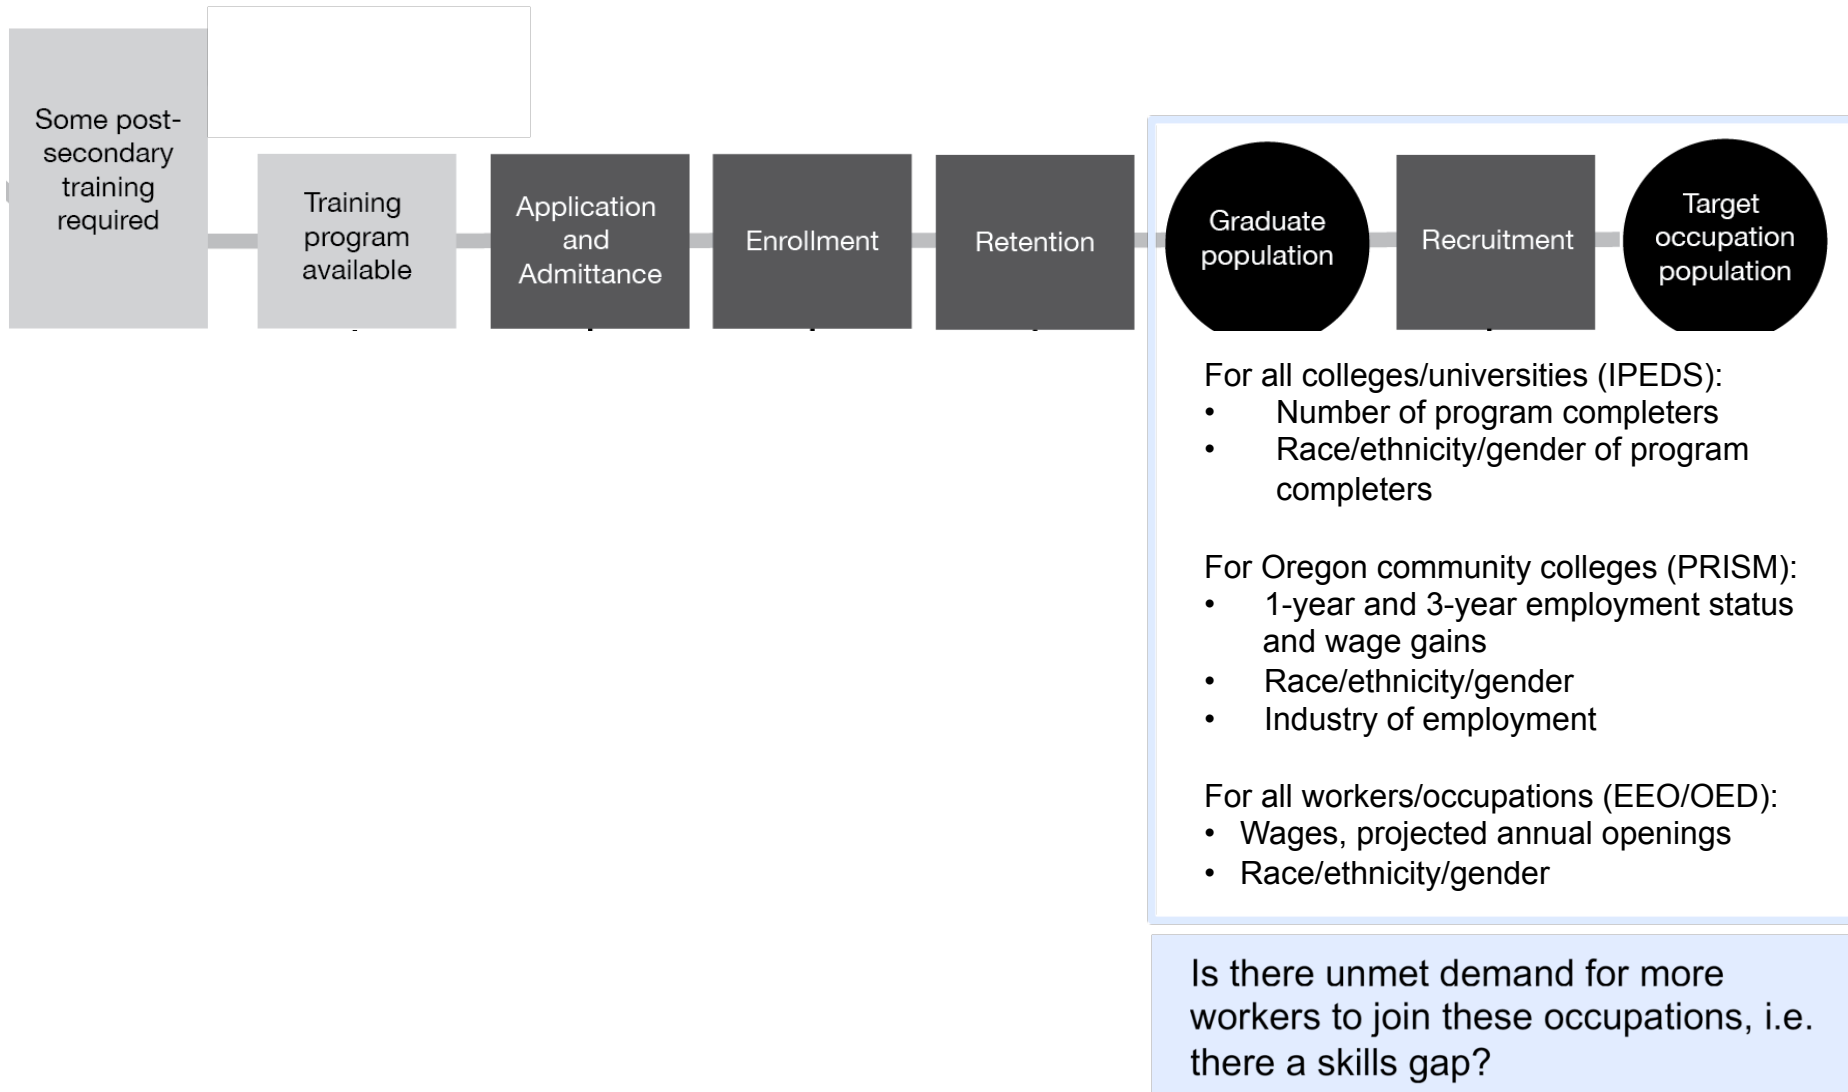 Some post-
secondary
training
required
Training
program
available
Application
and
Admittance
Enrollment
Retention
Graduate
population
Recruitment
Target
occupation
population
For all colleges/universities (IPEDS):
• Number of program completers
• Race/ethnicity/gender of program
completers
For Oregon community colleges (PRISM):
• 1-year and 3-year employment status
and wage gains
• Race/ethnicity/gender
• Industry of employment
For all workers/occupations (EEO/OED):
• Wages, projected annual openings
• Race/ethnicity/gender
Is there unmet demand for more
workers to join these occupations, i.e.
there a skills gap?